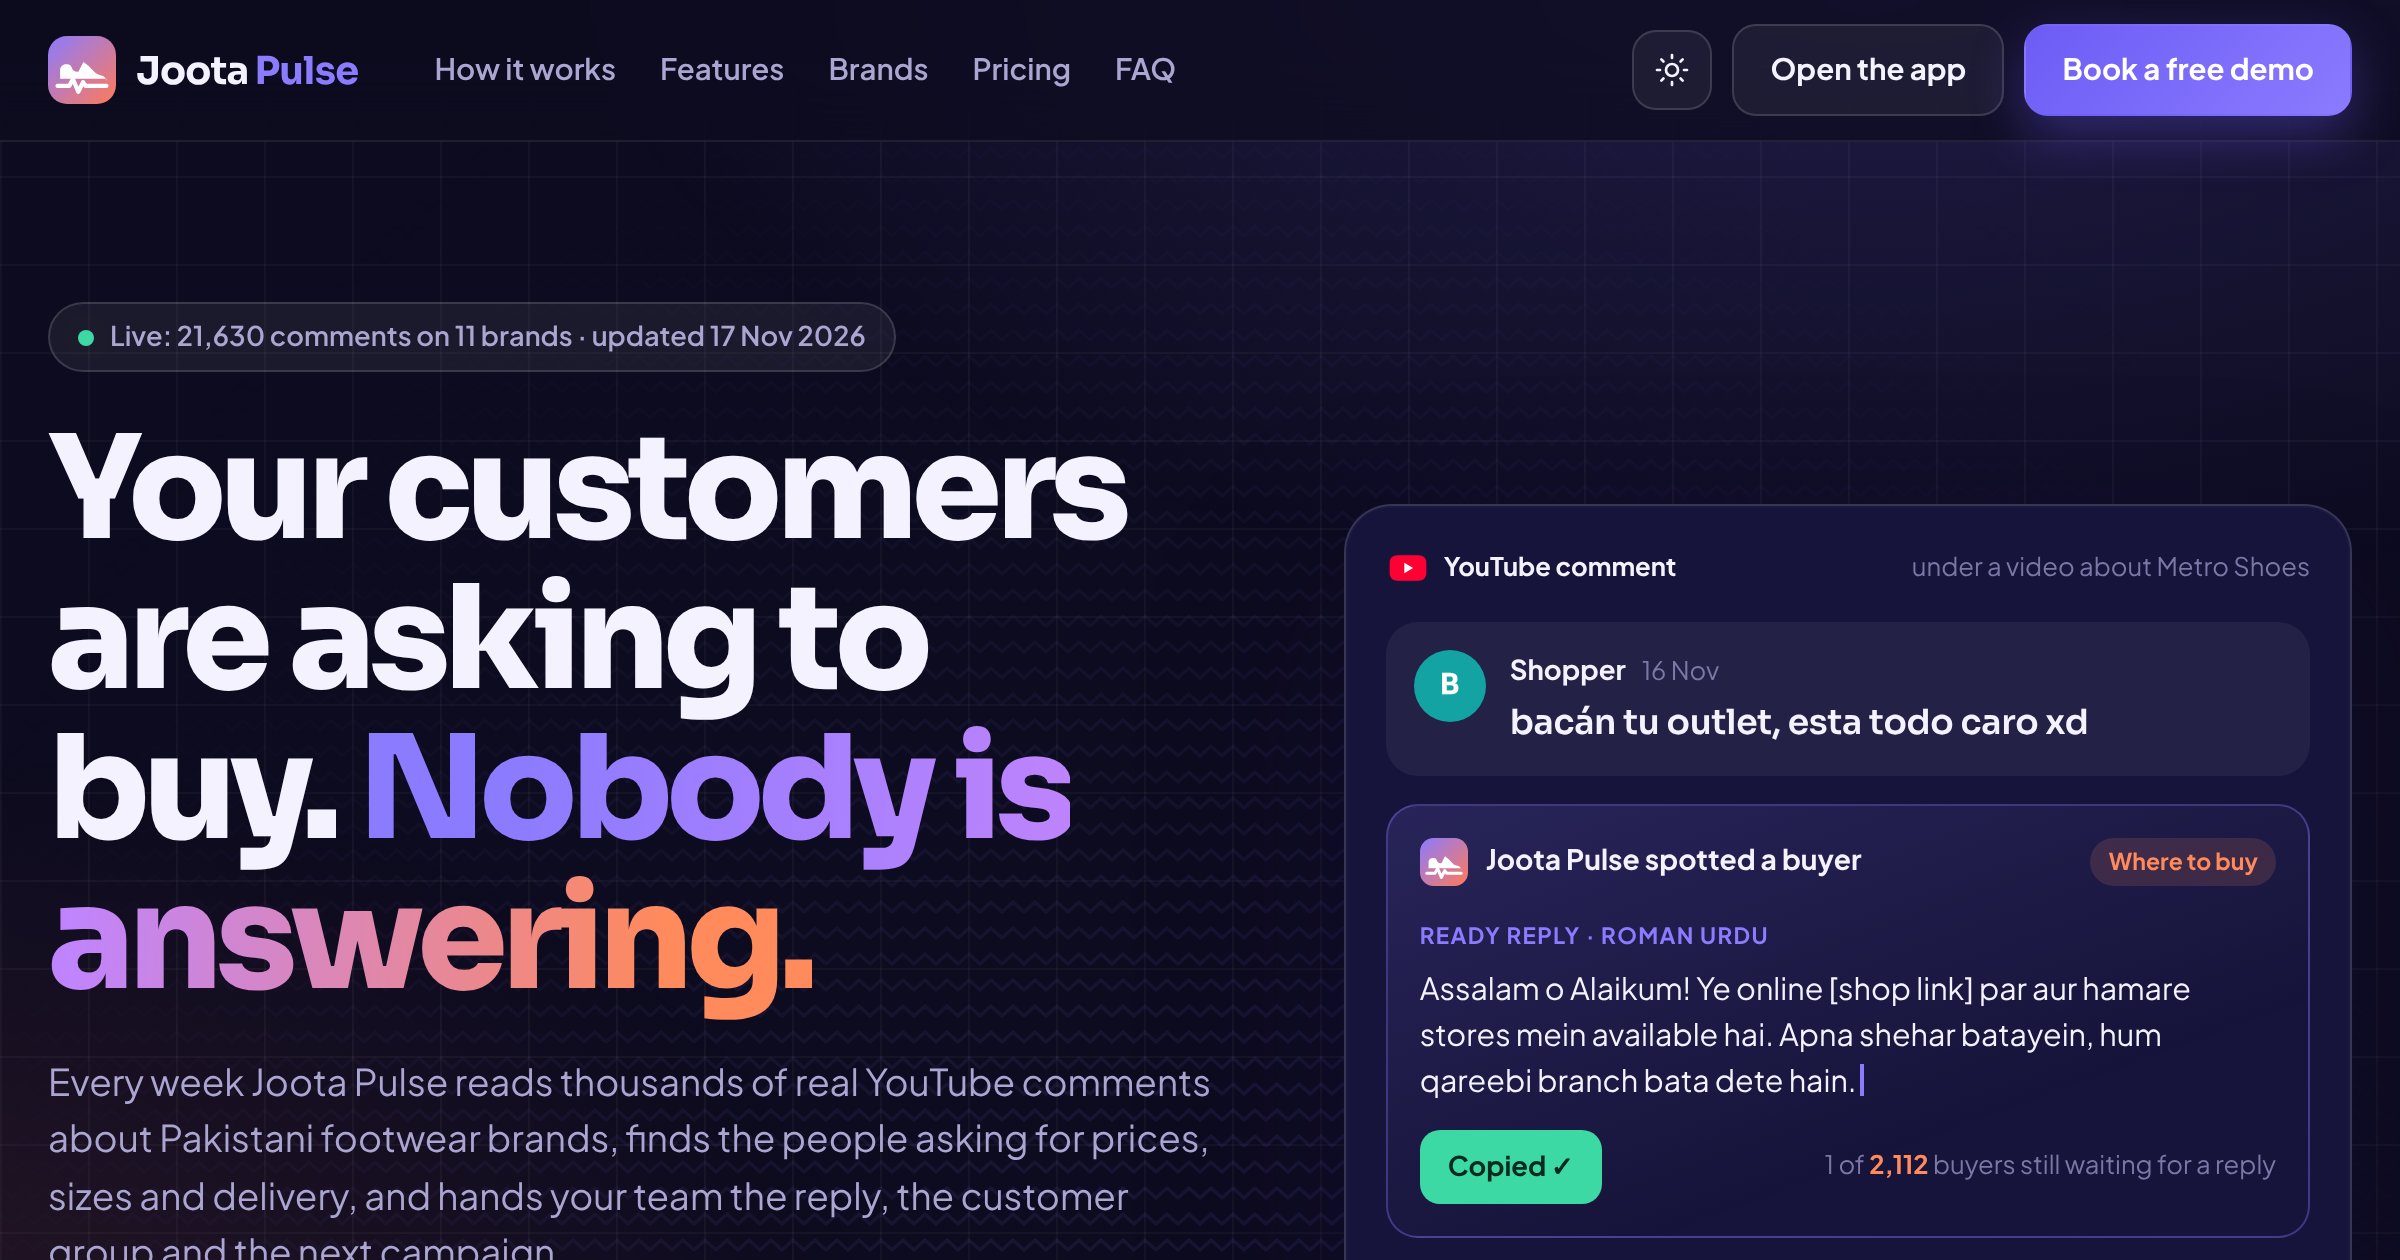 Joota Pulse
How it works
Features
Brands
Pricing
FAQ
Open the app
Book a free demo
Live: 21,630 comments on 11 brands · updated 17 Nov 2026
Your customers
are asking to
buy. Nobody is
answering.
Every week Joota Pulse reads thousands of real YouTube comments
about Pakistani footwear brands, finds the people asking for prices,
sizes and delivery, and hands your team the reply, the customer
group and the next campaign.
YouTube comment
under a video about Metro Shoes
B
Shopper 16 Nov
bacán tu outlet, esta todo caro xd
Joota Pulse spotted a buyer
Where to buy
READY REPLY · ROMAN URDU
Assalam o Alaikum! Ye online [shop link] par aur hamare
stores mein available hai. Apna shehar batayein, hum
qareebi branch bata dete hain.
Copied ✓
1 of 2,112 buyers still waiting for a reply